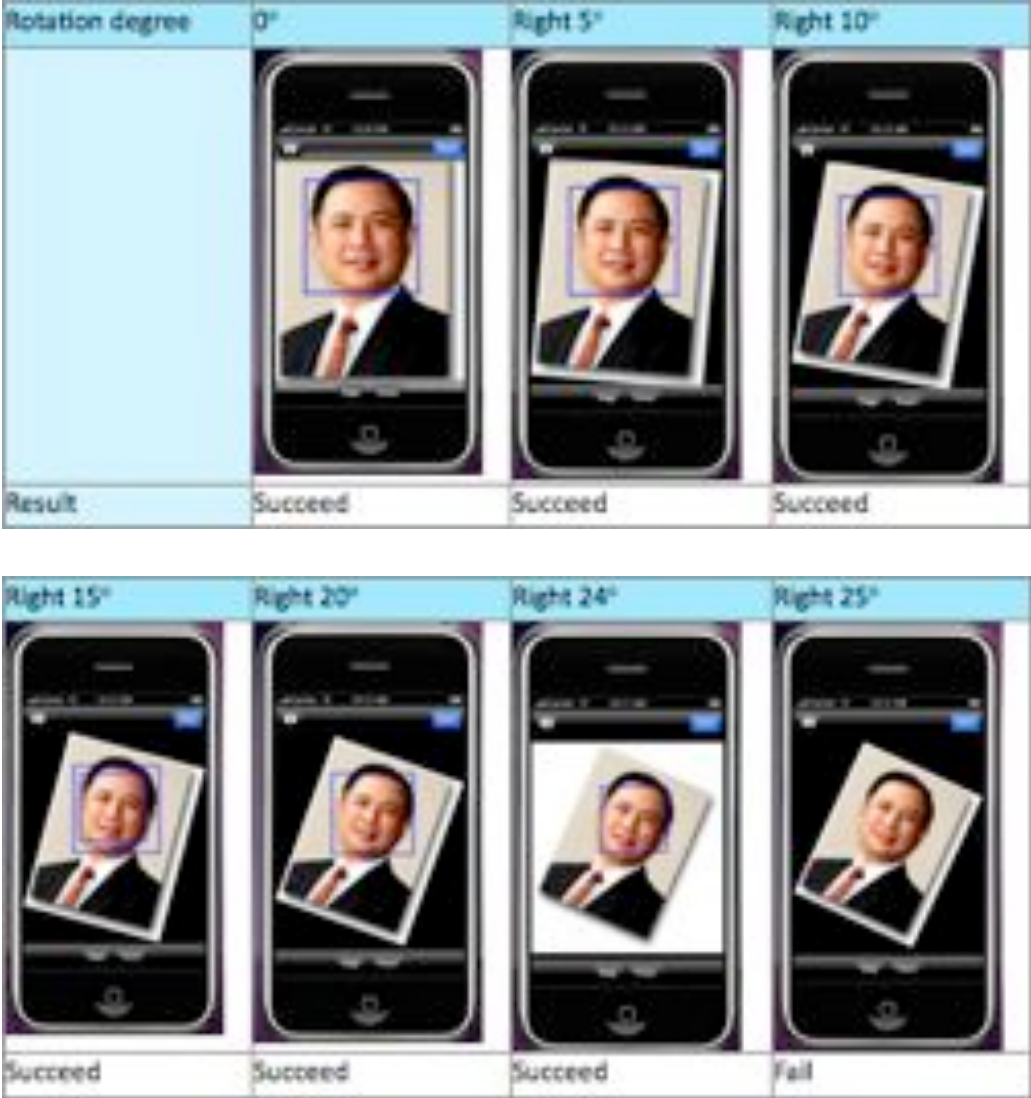 Rotation degree 0° Right 5° Right 10°
Result Succeed Succeed Succeed
Right 15° Right 20° Right 24° Right 25°
Succeed Succeed Succeed Fail